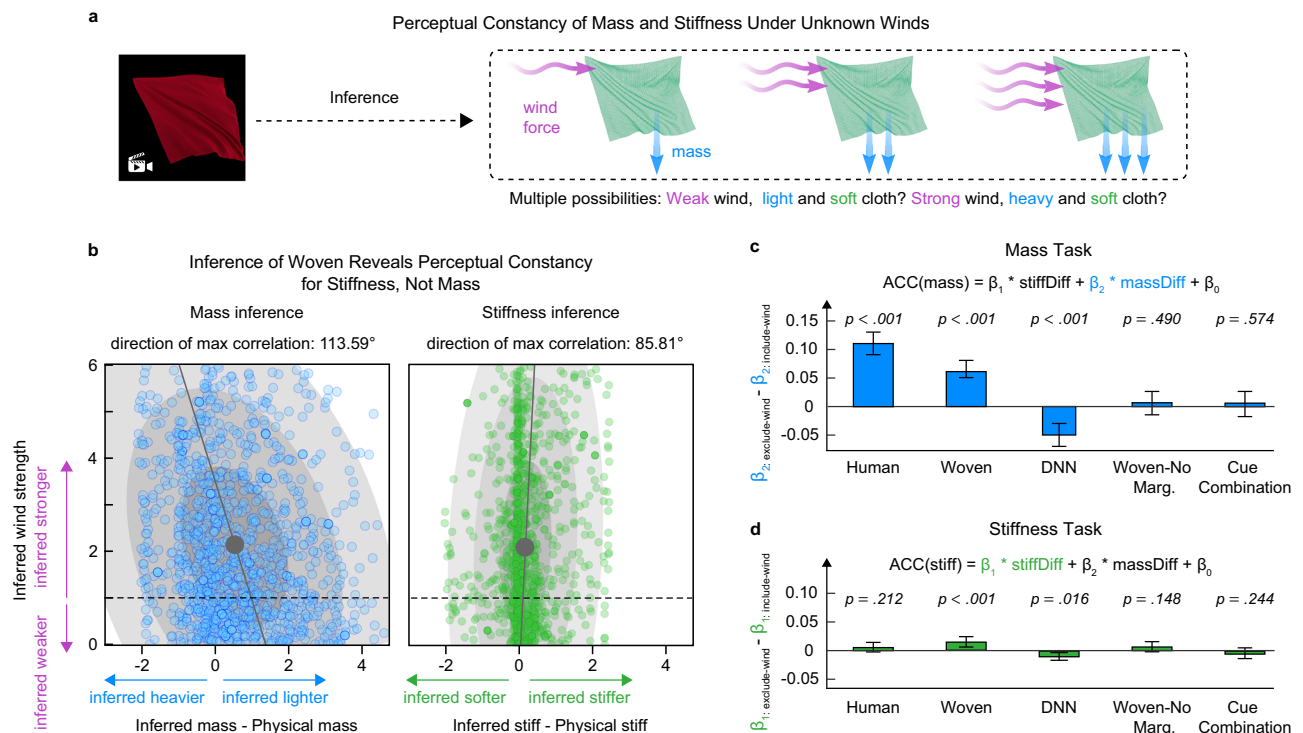 a
Perceptual Constancy of Mass and Stiffness Under Unknown Winds
Inference
wind
force
mass
Multiple possibilities: Weak wind, light and soft cloth? Strong wind, heavy and soft cloth?
b
Inference of Woven Reveals Perceptual Constancy
for Stiffness, Not Mass
Mass inference
direction of max correlation: 113.59°
Stiffness inference
direction of max correlation: 85.81°
Inferred wind strength
inferred weaker
inferred stronger
6
4
2
0
-2
0
2
4
inferred heavier
inferred lighter
Inferred mass - Physical mass
-2
0
2
4
inferred softer
inferred stiffer
Inferred stiff - Physical stiff
c
Mass Task
ACC(mass) = β₁ * stiffDiff + β₂ * massDiff + β₀
β₂: exclude-wind - β₂: include-wind
0.15
0.10
0.05
0
-0.05
p < .001
p < .001
p < .001
p = .490
p = .574
Human
Woven
DNN
Woven-No
Marg.
Cue
Combination
d
Stiffness Task
ACC(stiff) = β₁ * stiffDiff + β₂ * massDiff + β₀
β₁: exclude-wind - β₁: include-wind
0.10
0.05
0
-0.05
p = .212
p < .001
p = .016
p = .148
p = .244
Human
Woven
DNN
Woven-No
Marg.
Cue
Combination